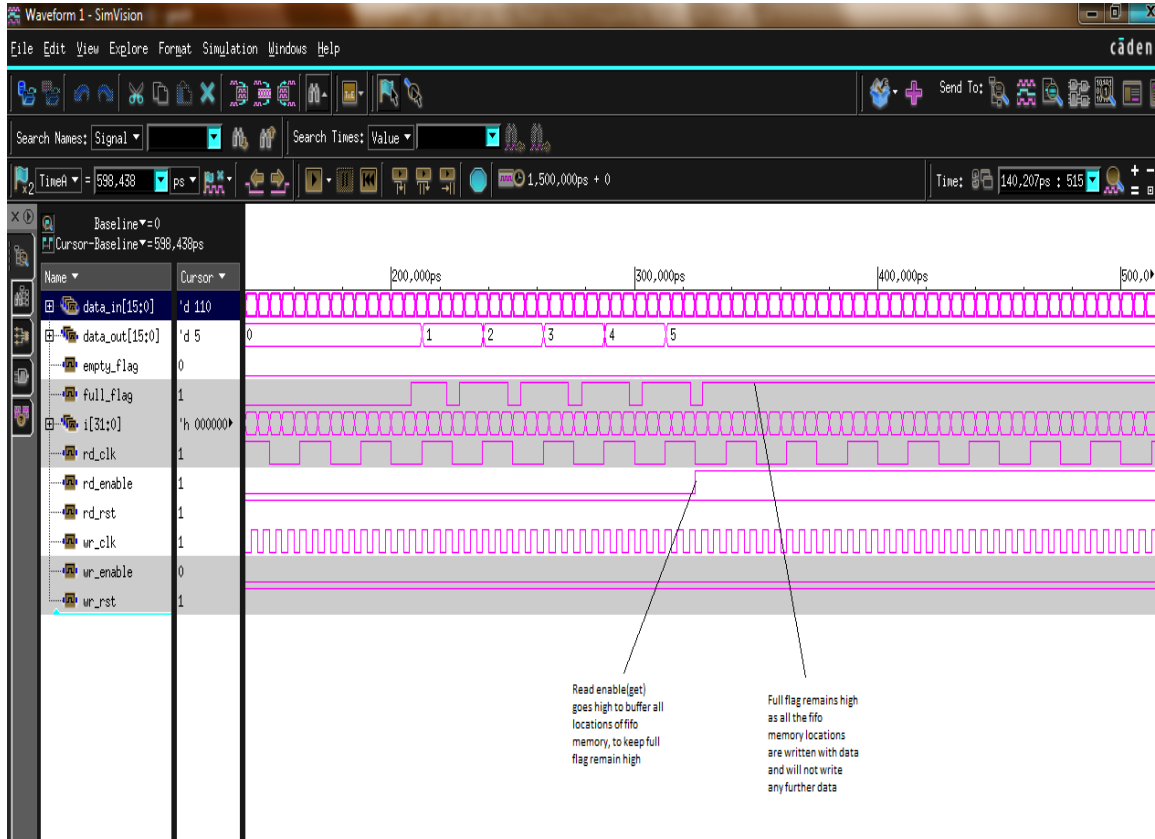 Waveform 1 - SimVision
File Edit View Explore Format Simulation Windows Help
cāden
Send To:
Search Names: Signal
Search Times: Value
TimeA = 598,438 ps
1,500,000ps + 0
Time: 140,207ps : 515
Baseline=0
Cursor-Baseline=598,438ps
Name Cursor
200,000ps 300,000ps 400,000ps 500,0
data_in[15:0] 'd 110
data_out[15:0] 'd 5 0 1 2 3 4 5
empty_flag 0
full_flag 1
i[31:0] 'h 000000
rd_clk 1
rd_enable 1
rd_rst 1
wr_clk 1
wr_enable 0
wr_rst 1
Read enable(get)
goes high to buffer all
locations of fifo
memory, to keep full
flag remain high
Full flag remains high
as all the fifo
memory locations
are written with data
and will not write
any further data